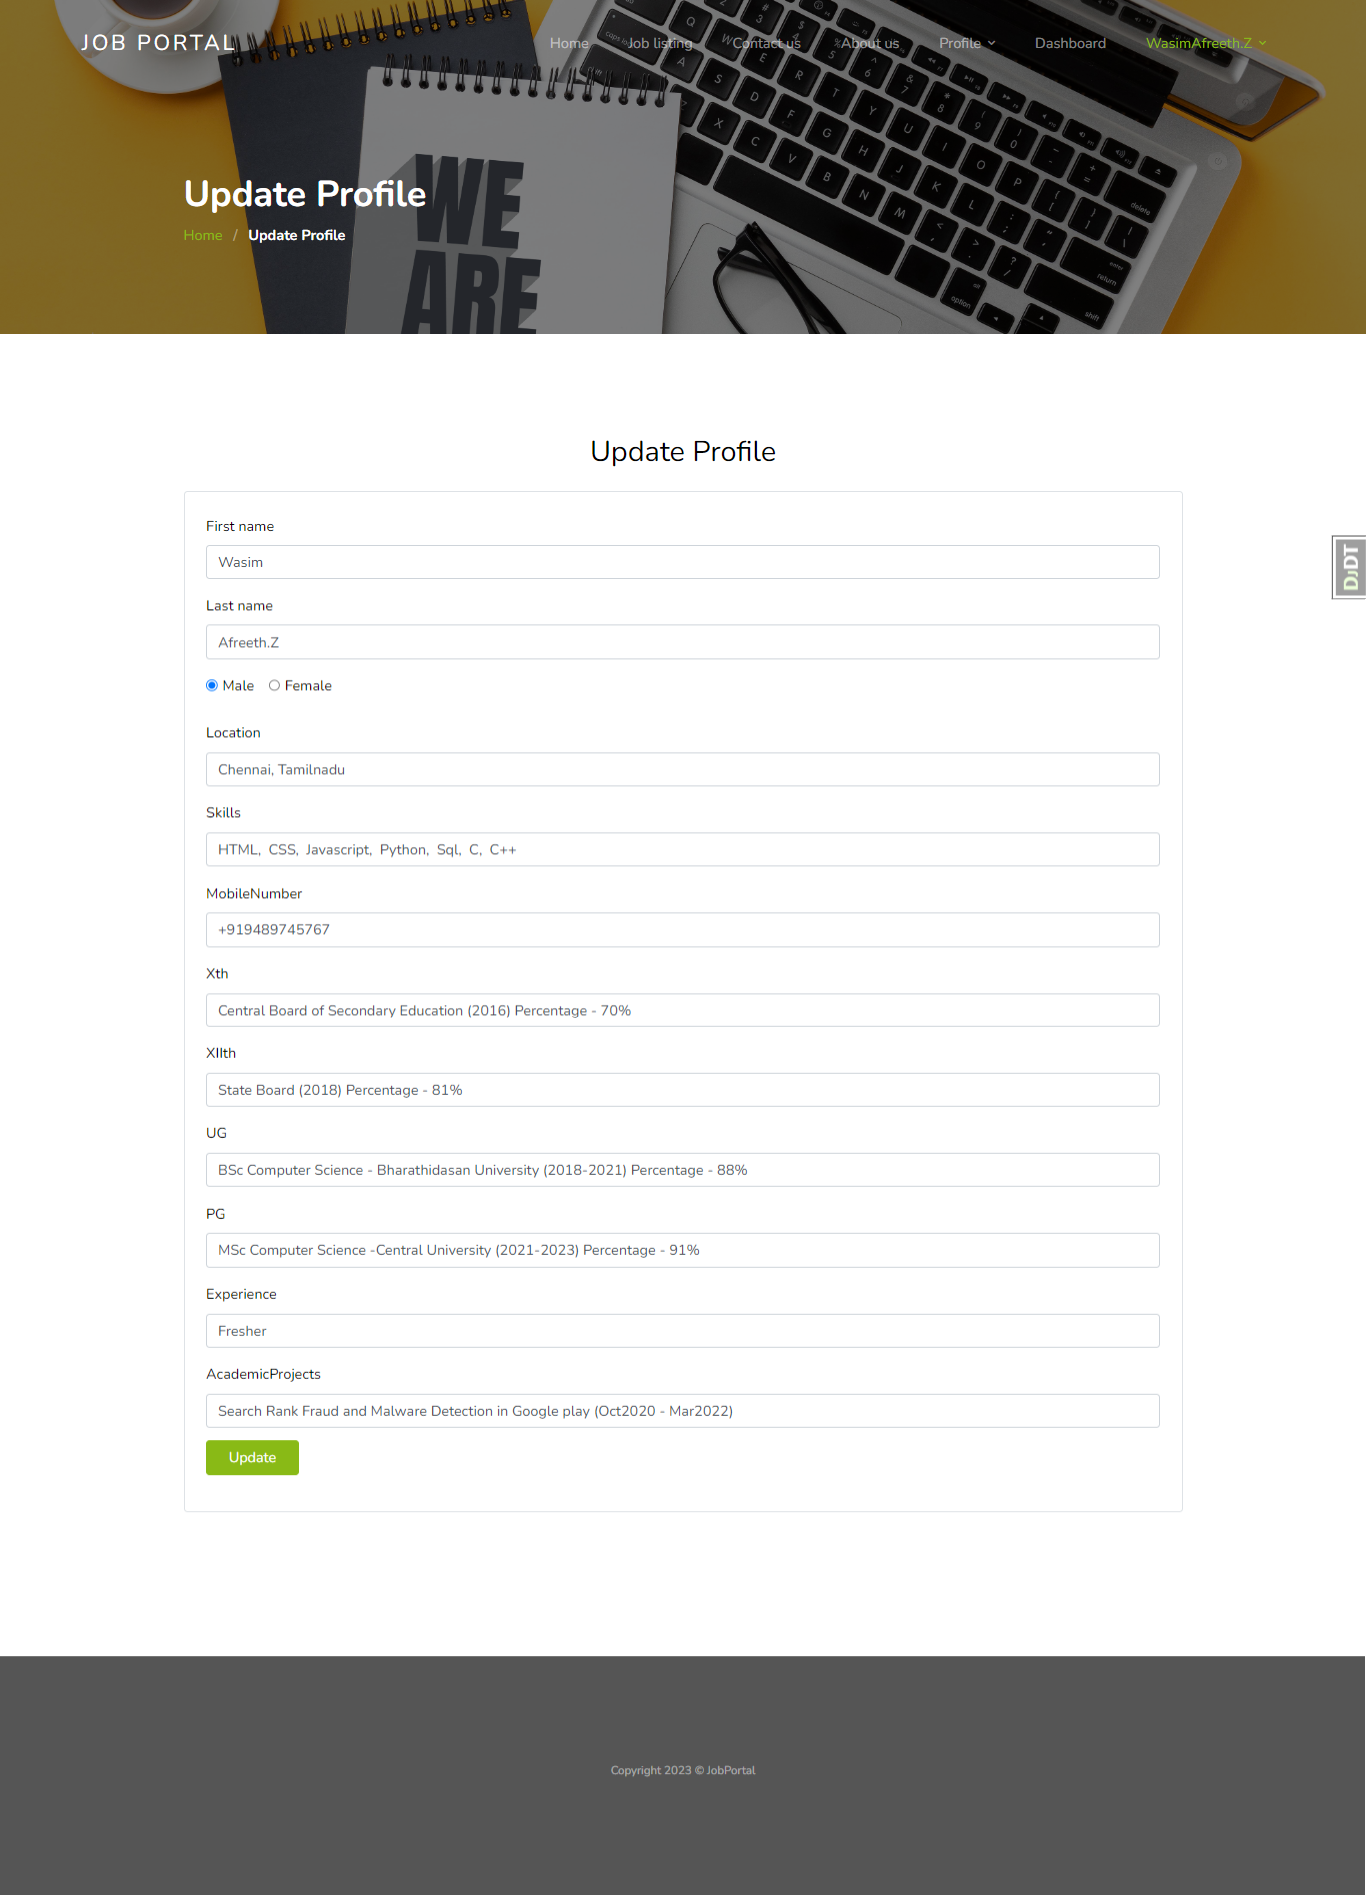 JOB PORTAL
Home Job listing Contact us About us Profile Dashboard WasimAfreeth.Z
Update Profile
Home / Update Profile
WE
ARE
Update Profile
First name
Wasim
Last name
Afreeth.Z
Male Female
Location
Chennai, Tamilnadu
Skills
HTML, CSS, Javascript, Python, Sql, C, C++
MobileNumber
+919489745767
Xth
Central Board of Secondary Education (2016) Percentage - 70%
XIIth
State Board (2018) Percentage - 81%
UG
BSc Computer Science - Bharathidasan University (2018-2021) Percentage - 88%
PG
MSc Computer Science -Central University (2021-2023) Percentage - 91%
Experience
Fresher
AcademicProjects
Search Rank Fraud and Malware Detection in Google play (Oct2020 - Mar2022)
Update
DJDT
Copyright 2023 © JobPortal